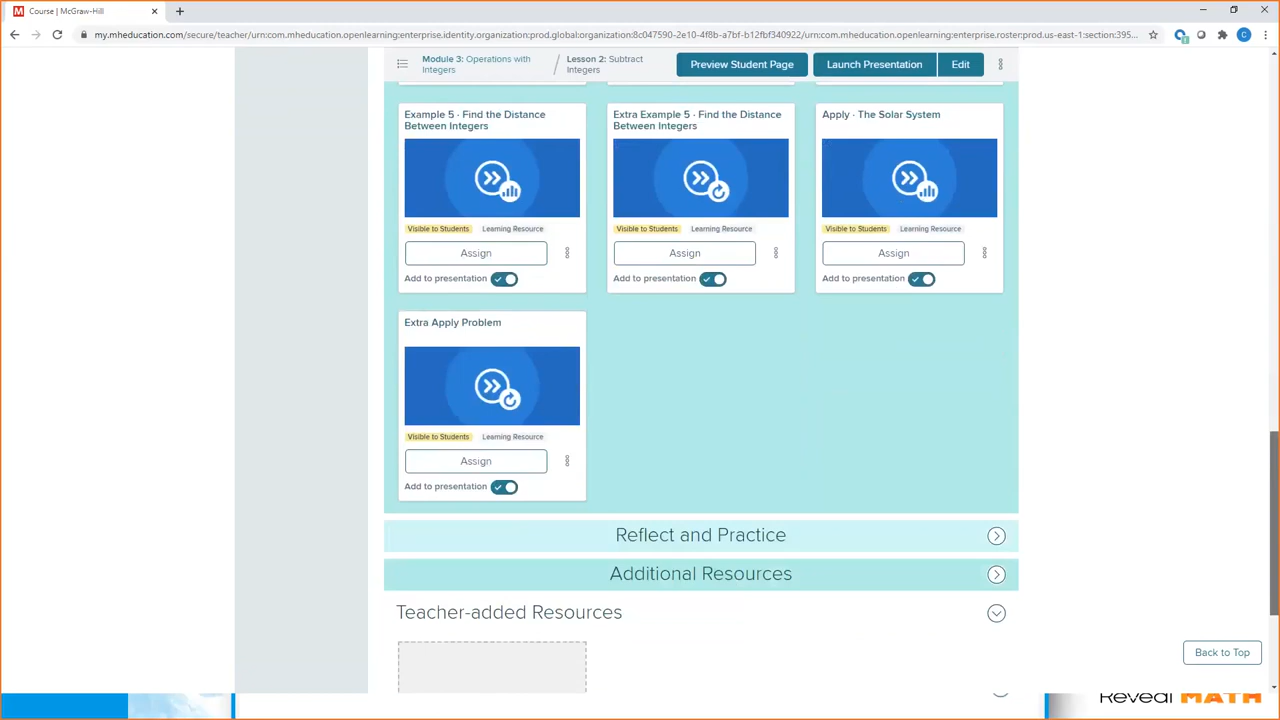 Course | McGraw-Hill
my.mheducation.com/secure/teacher/urn:com.mheducation.openlearning:enterprise.identity.organization:prod.global:organization:8c047590-2e10-4f8b-a7bf-b12fbf340922/urn:com.mheducation.openlearning:enterprise.roster:prod.us-east-1:section:395...
C
Module 3: Operations with Integers
Lesson 2: Subtract Integers
Preview Student Page
Launch Presentation
Edit
Example 5 · Find the Distance Between Integers
Extra Example 5 · Find the Distance Between Integers
Apply · The Solar System
Visible to Students Learning Resource
Visible to Students Learning Resource
Visible to Students Learning Resource
Assign
Assign
Assign
Add to presentation
Add to presentation
Add to presentation
Extra Apply Problem
Visible to Students Learning Resource
Assign
Add to presentation
Reflect and Practice
Additional Resources
Teacher-added Resources
Back to Top
Reveal MATH